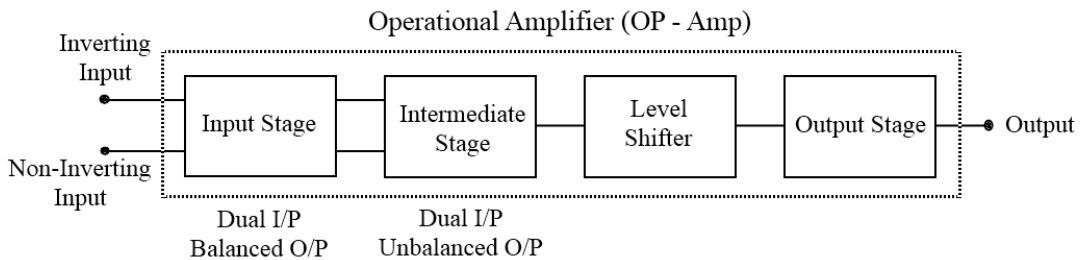 Operational Amplifier (OP - Amp)
Inverting
Input
Non-Inverting
Input
Input Stage
Intermediate
Stage
Level
Shifter
Output Stage
Output
Dual I/P
Balanced O/P
Dual I/P
Unbalanced O/P